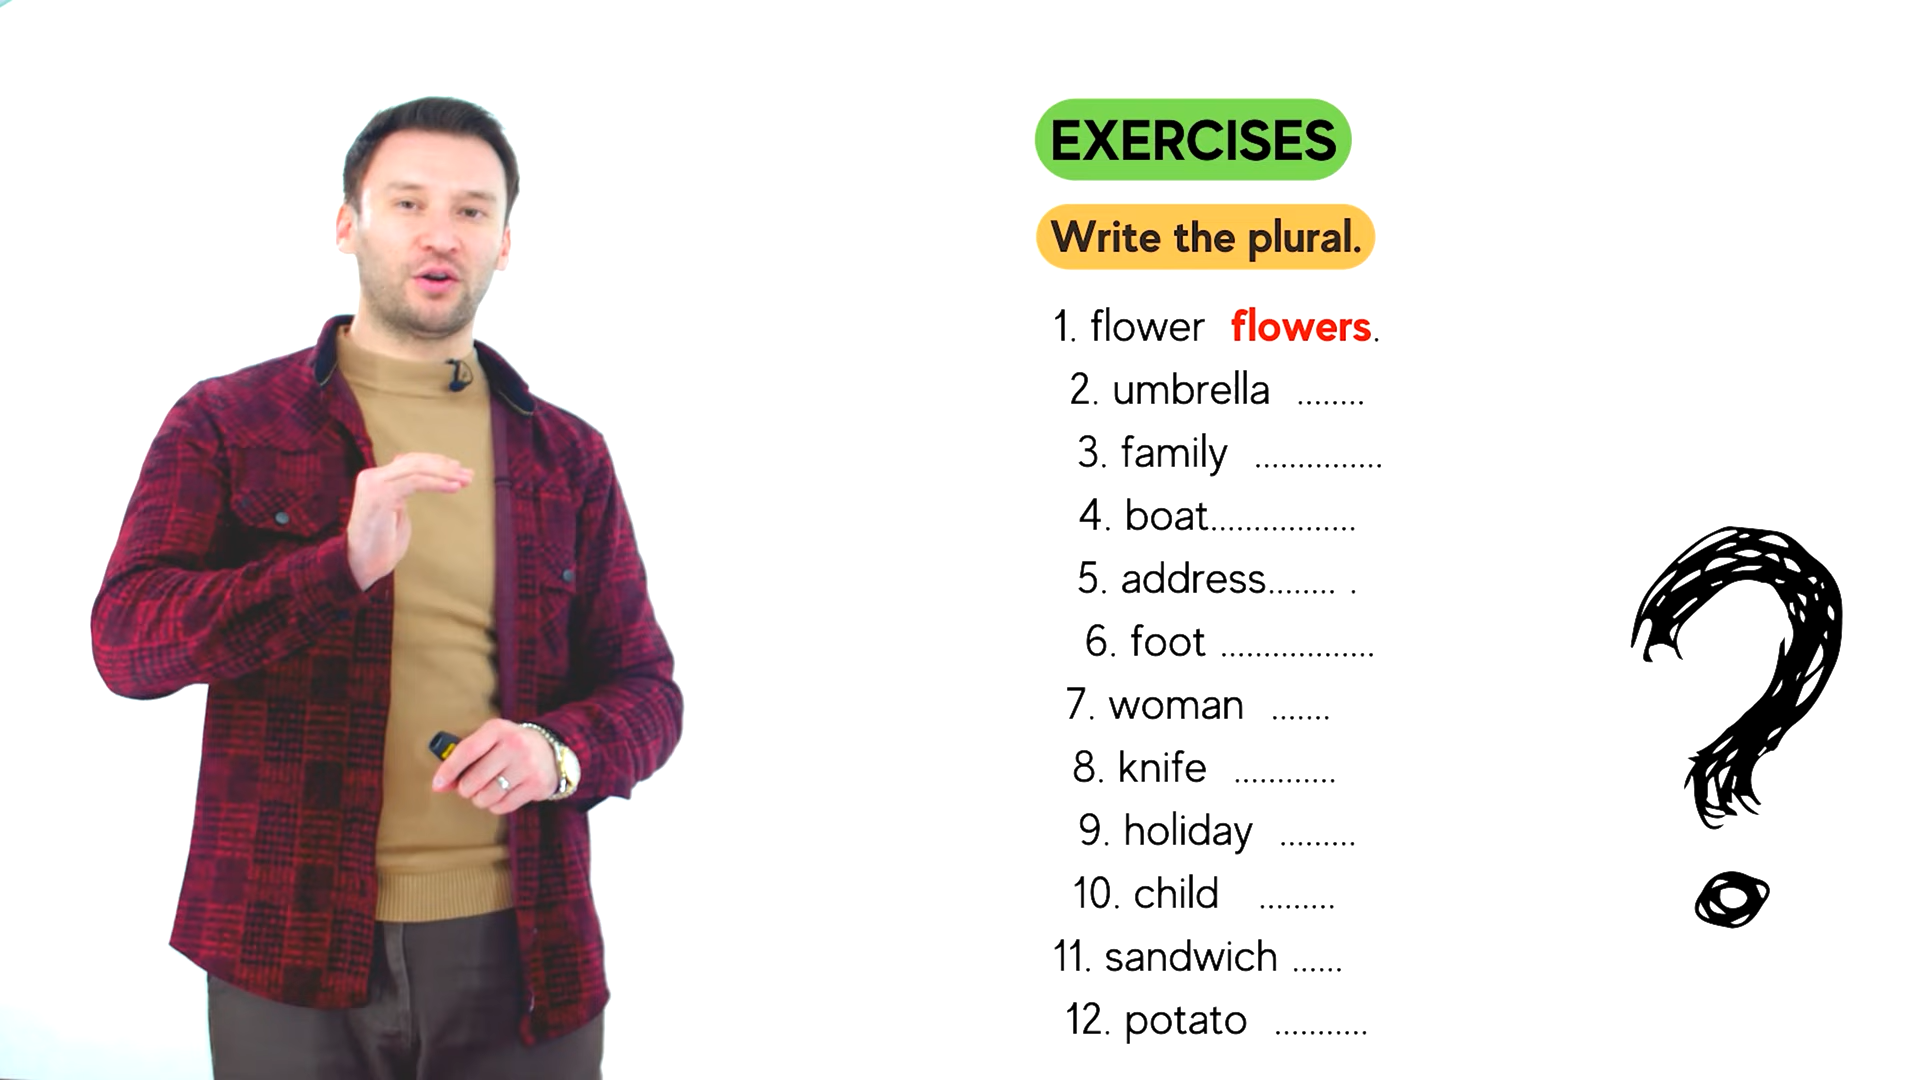 EXERCISES
Write the plural.
1. flower flowers.
2. umbrella ........
3. family ...............
4. boat.................
5. address........ .
6. foot ..................
7. woman .......
8. knife ............
9. holiday .........
10. child .........
11. sandwich ......
12. potato ...........
?